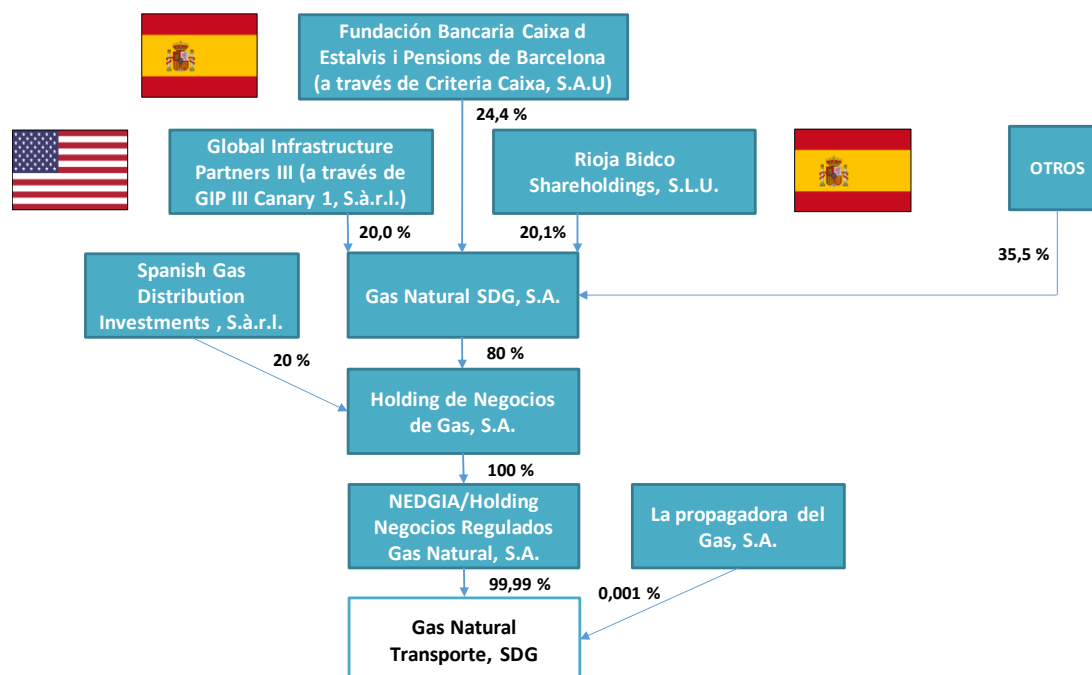 Fundación Bancaria Caixa d
Estalvis i Pensions de Barcelona
(a través de Criteria Caixa, S.A.U)
24,4 %
Global Infrastructure
Partners III (a través de
GIP III Canary 1, S.à.r.l.)
Rioja Bidco
Shareholdings, S.L.U.
OTROS
20,0 %
20,1%
35,5 %
Spanish Gas
Distribution
Investments , S.à.r.l.
Gas Natural SDG, S.A.
20 %
80 %
Holding de Negocios
de Gas, S.A.
100 %
NEDGIA/Holding
Negocios Regulados
Gas Natural, S.A.
La propagadora del
Gas, S.A.
99,99 %
0,001 %
Gas Natural
Transporte, SDG